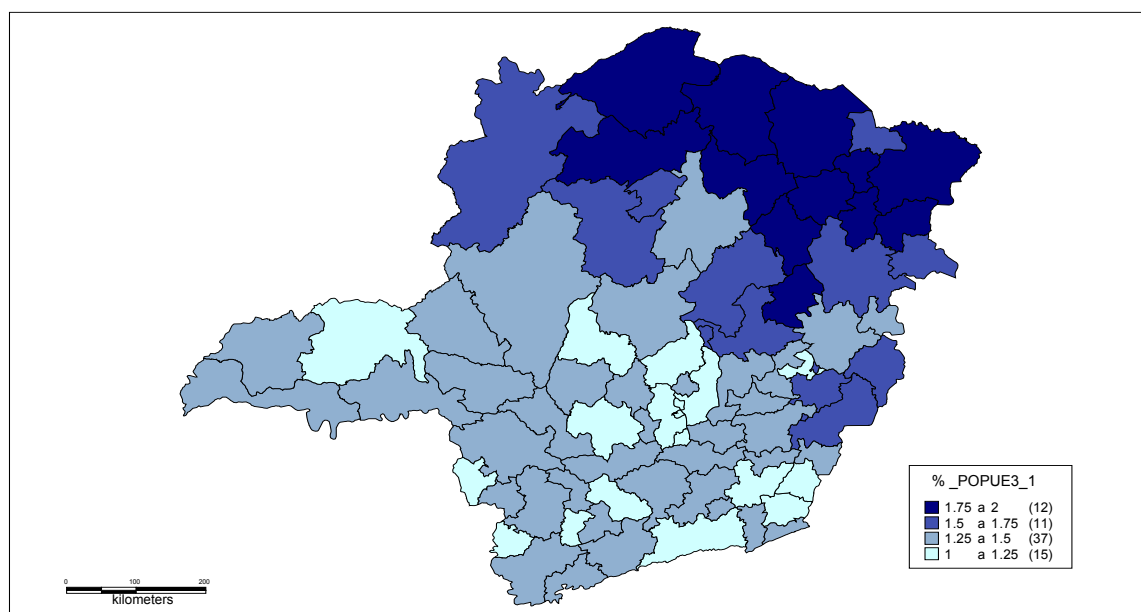 % _POPUE3_1
1.75 a 2 (12)
1.5 a 1.75 (11)
1.25 a 1.5 (37)
1 a 1.25 (15)
0 100 200
kilometers